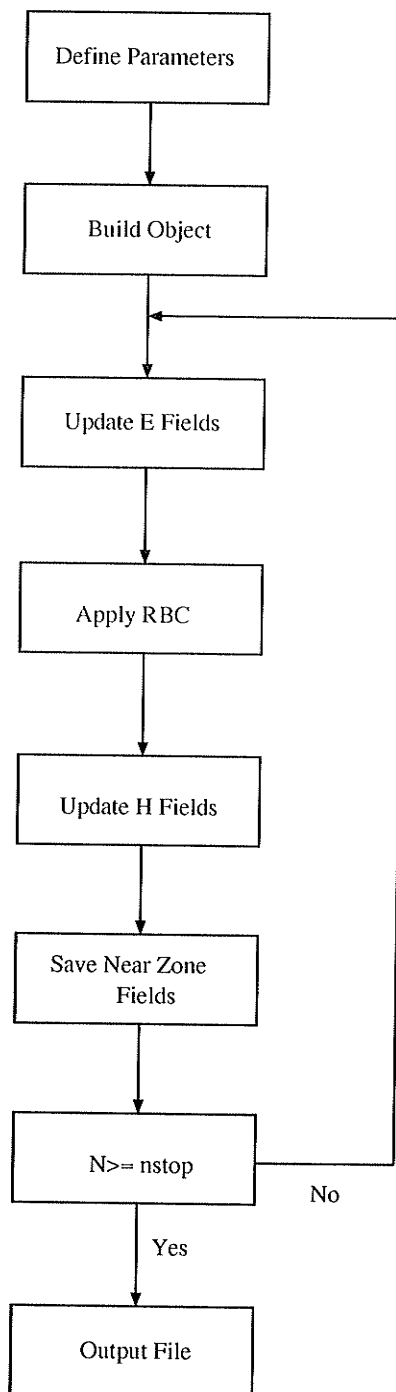 Define Parameters
Build Object
Update E Fields
Apply RBC
Update H Fields
Save Near Zone
Fields
N>= nstop
No
Yes
Output File